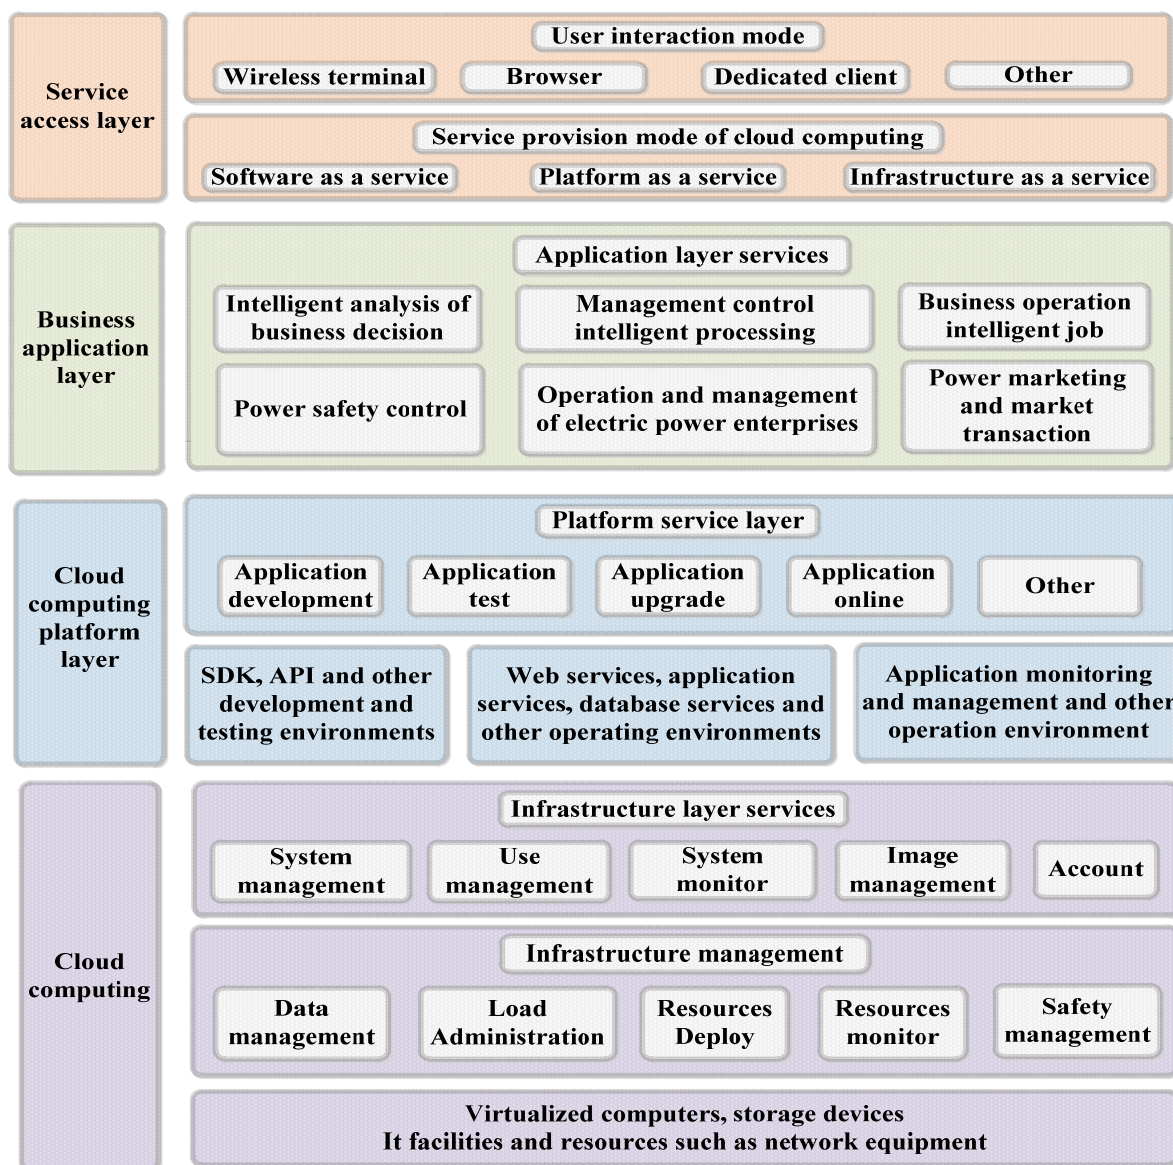 Service
access layer
User interaction mode
Wireless terminal
Browser
Dedicated client
Other
Service provision mode of cloud computing
Software as a service
Platform as a service
Infrastructure as a service
Business
application
layer
Application layer services
Intelligent analysis of
business decision
Management control
intelligent processing
Business operation
intelligent job
Power safety control
Operation and management
of electric power enterprises
Power marketing
and market
transaction
Cloud
computing
platform
layer
Platform service layer
Application
development
Application
test
Application
upgrade
Application
online
Other
SDK, API and other
development and
testing environments
Web services, application
services, database services and
other operating environments
Application monitoring
and management and other
operation environment
Cloud
computing
Infrastructure layer services
System
management
Use
management
System
monitor
Image
management
Account
Infrastructure management
Data
management
Load
Administration
Resources
Deploy
Resources
monitor
Safety
management
Virtualized computers, storage devices
It facilities and resources such as network equipment